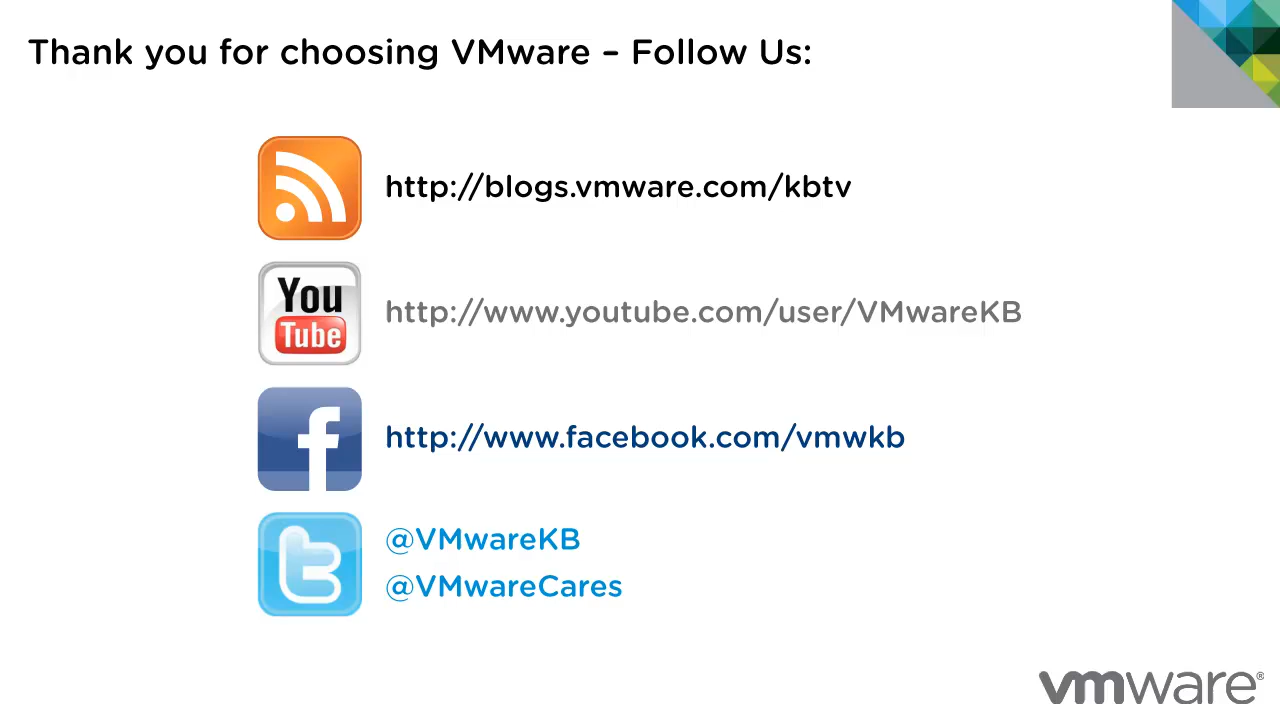 Thank you for choosing VMware – Follow Us:
http://blogs.vmware.com/kbtv
You
Tube
http://www.youtube.com/user/VMwareKB
f
http://www.facebook.com/vmwkb
t
@VMwareKB
@VMwareCares
vmware®